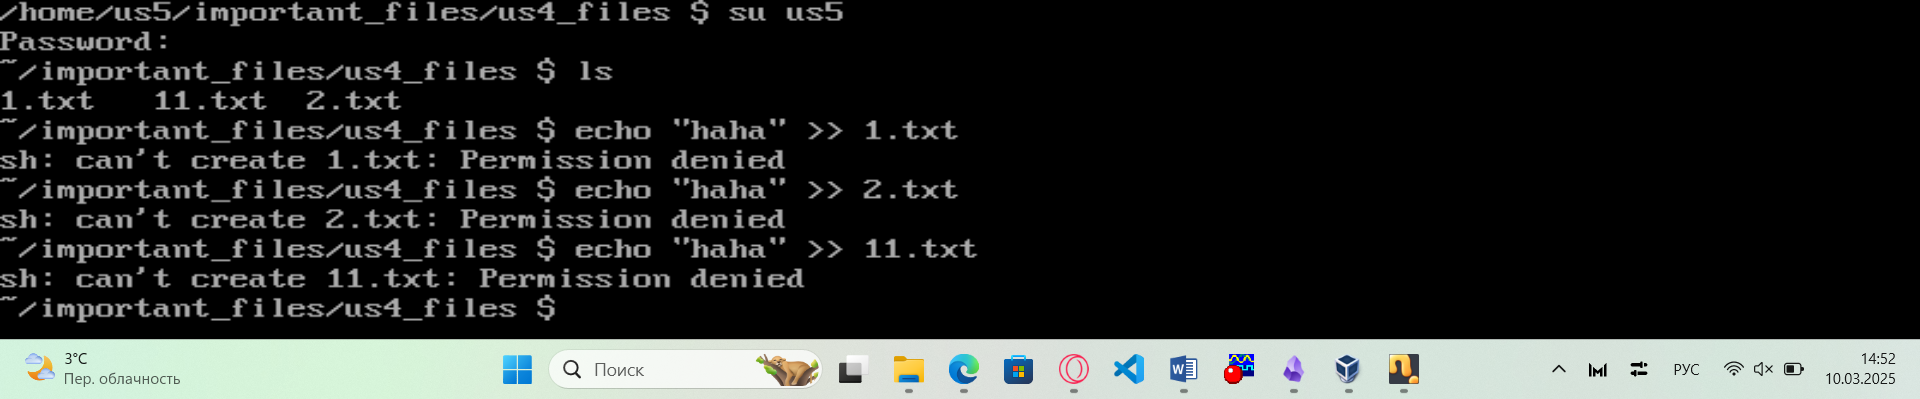 /home/us5/important_files/us4_files $ su us5
Password:
~/important_files/us4_files $ ls
1.txt   11.txt  2.txt
~/important_files/us4_files $ echo "haha" >> 1.txt
sh: can't create 1.txt: Permission denied
~/important_files/us4_files $ echo "haha" >> 2.txt
sh: can't create 2.txt: Permission denied
~/important_files/us4_files $ echo "haha" >> 11.txt
sh: can't create 11.txt: Permission denied
~/important_files/us4_files $
3°C
Пер. облачность
Поиск
РУС
14:52
10.03.2025